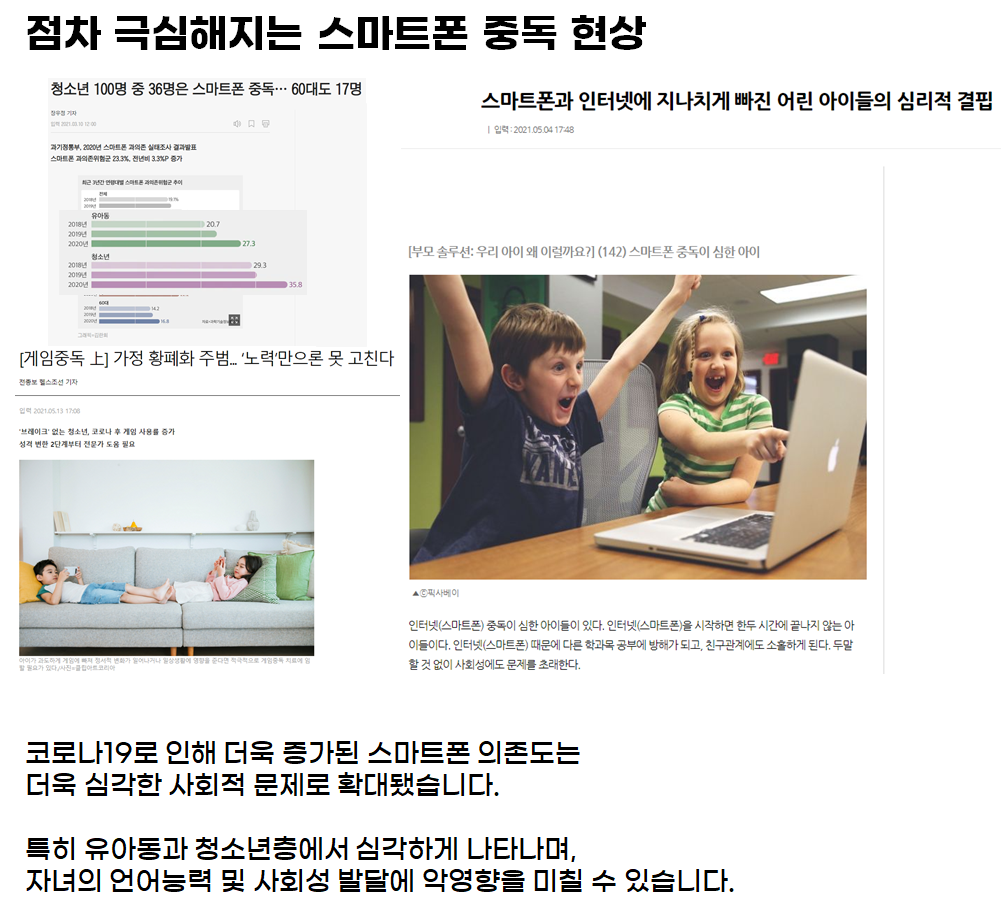 점차 극심해지는 스마트폰 중독 현상
청소년 100명 중 36명은 스마트폰 중독… 60대도 17명
장우정 기자
입력 2021.03.10 12:00
과기정통부, 2020년 스마트폰 과의존 실태조사 결과발표
스마트폰 과의존위험군 23.3%, 전년비 3.3%P 증가
최근 3년간 연령대별 스마트폰 과의존위험군 추이
전체
2018년 19.1%
2019년
유아동
2018년 20.7
2019년
2020년 27.3
청소년
2018년 29.3
2019년
2020년 35.8
60대
2018년 14.2
2019년
2020년 16.8
그래픽=김란희
[게임중독 上] 가정 황폐화 주범... '노력'만으론 못 고친다
전종보 헬스조선 기자
입력 2021.05.13 17:08
'브레이크' 없는 청소년, 코로나 후 게임 사용률 증가
성격 변한 2단계부터 전문가 도움 필요
아이가 과도하게 게임에 빠져 정서적 변화가 일어나거나 일상생활에 영향을 준다면 적극적으로 게임중독 치료에 임
할 필요가 있다./사진=클립아트코리아
스마트폰과 인터넷에 지나치게 빠진 어린 아이들의 심리적 결핍
| 입력 : 2021.05.04 17:48
[부모 솔루션: 우리 아이 왜 이럴까요?] (142) 스마트폰 중독이 심한 아이
YANKE
▲ⓒ픽사베이
인터넷(스마트폰) 중독이 심한 아이들이 있다. 인터넷(스마트폰)을 시작하면 한두 시간에 끝나지 않는 아
이들이다. 인터넷(스마트폰) 때문에 다른 학과목 공부에 방해가 되고, 친구관계에도 소홀하게 된다. 두말
할 것 없이 사회성에도 문제를 초래한다.
코로나19로 인해 더욱 증가된 스마트폰 의존도는
더욱 심각한 사회적 문제로 확대됐습니다.
특히 유아동과 청소년층에서 심각하게 나타나며,
자녀의 언어능력 및 사회성 발달에 악영향을 미칠 수 있습니다.